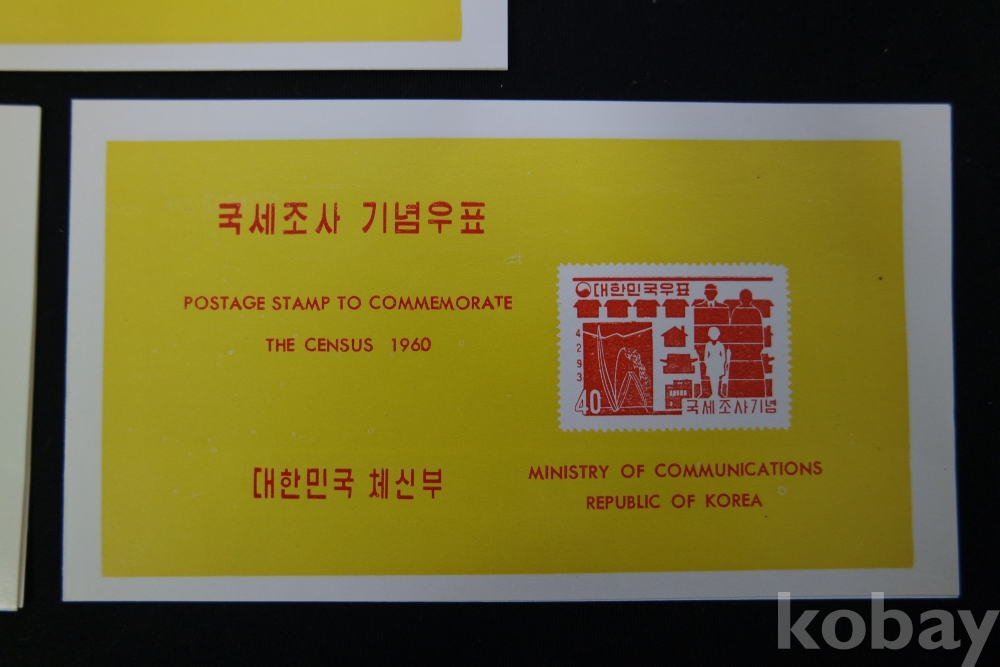 국세조사 기념우표
POSTAGE STAMP TO COMMEMORATE
THE CENSUS 1960
대한민국우표
4
2
9
3
40
국세조사기념
대한민국 체신부
MINISTRY OF COMMUNICATIONS
REPUBLIC OF KOREA
kobay